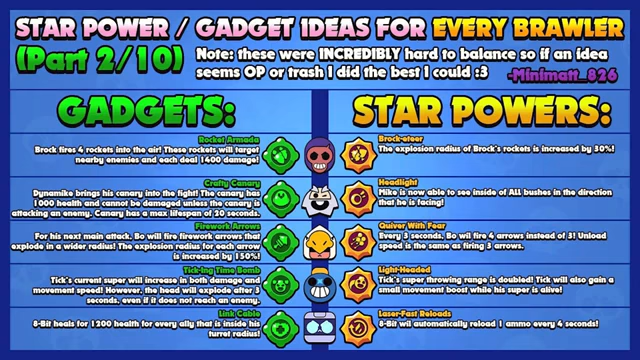 STAR POWER / GADGET IDEAS FOR EVERY BRAWLER
(Part 2/10)
Note: these were INCREDIBLY hard to balance so if an idea
seems OP or trash I did the best I could :3
-Minimatt_826
GADGETS:
STAR POWERS:
Rocket Armada
Brock fires 4 rockets into the air! These rockets will target
nearby enemies and each deal 1400 damage!
Brock-eteer
The explosion radius of Brock's rockets is increased by 30%!
Crafty Canary
Dynamike brings his canary into the fight! The canary has
1000 health and cannot be damaged unless the canary is
attacking an enemy. Canary has a max lifespan of 20 seconds.
Headlight
Mike is now able to see inside of ALL bushes in the direction
that he is facing!
Firework Arrows
For his next main attack, Bo will fire firework arrows that
explode in a wider radius! The explosion radius for each arrow
is increased by 150%!
Quiver With Fear
Every 3 seconds, Bo wil fire 4 arrows instead of 3! Unload
speed is the same as firing 3 arrows.
Tick-ing Time Bomb
Tick's current super will increase in both damage and
movement speed! However, the head will explode after 3
seconds, even if it does not reach an enemy.
Light-Headed
Tick's super throwing range is doubled! Tick will also gain a
small movement boost while his super is alive!
Link Cable
8-Bit heals for 1200 health for every ally that is inside his
turret radius!
Laser-Fast Reloads
8-Bit wil automatically reload 1 ammo every 4 seconds!